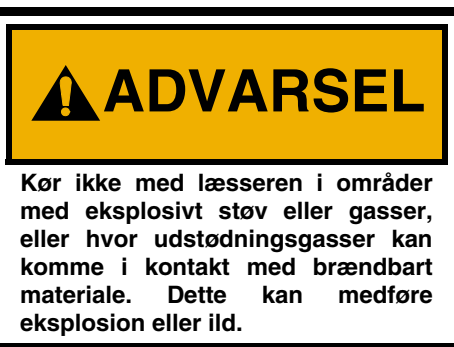 ADVARSEL
Kør ikke med læsseren i områder
med eksplosivt støv eller gasser,
eller hvor udstødningsgasser kan
komme i kontakt med brændbart
materiale. Dette kan medføre
eksplosion eller ild.